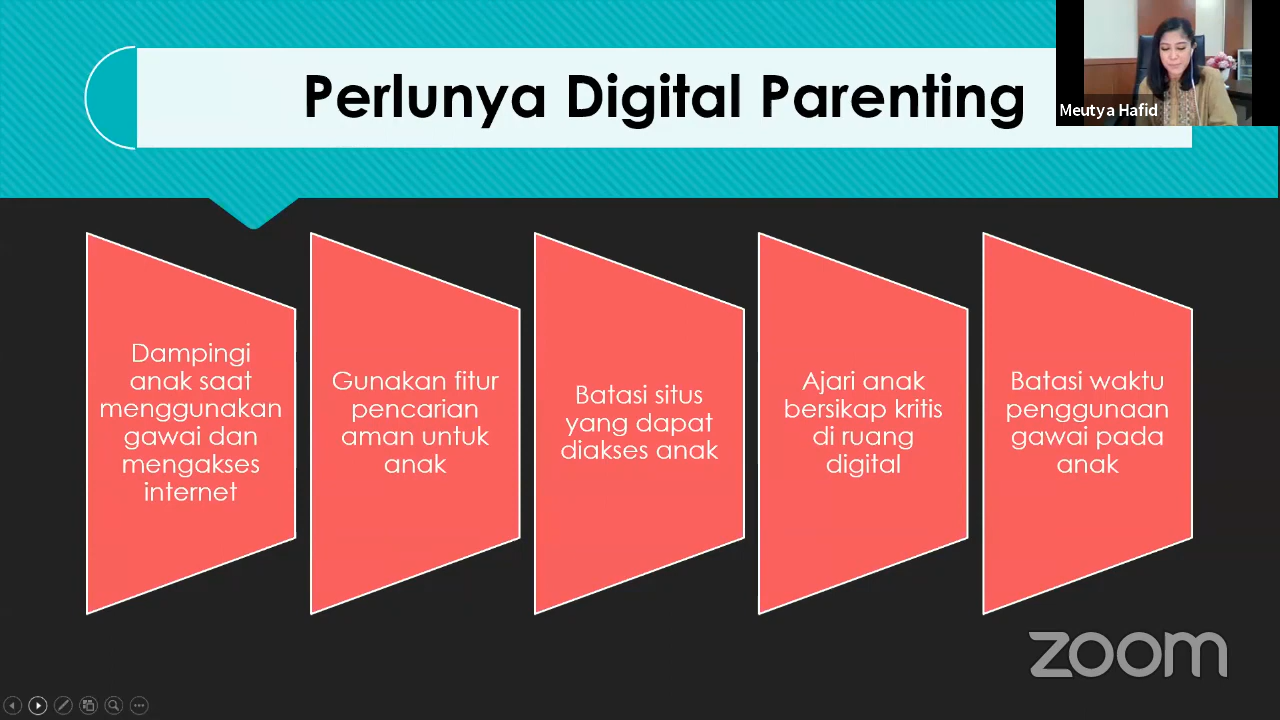 Perlunya Digital Parenting
Meutya Hafid
Dampingi
anak saat
menggunakan
gawai dan
mengakses
internet
Gunakan fitur
pencarian
aman untuk
anak
Batasi situs
yang dapat
diakses anak
Ajari anak
bersikap kritis
di ruang
digital
Batasi waktu
penggunaan
gawai pada
anak
zoom